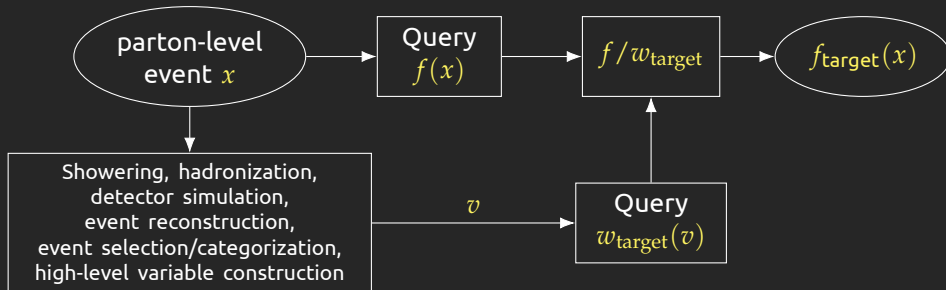 parton-level
event x
Query
f(x)
f/w_target
f_target(x)
Showering, hadronization,
detector simulation,
event reconstruction,
event selection/categorization,
high-level variable construction
v
Query
w_target(v)